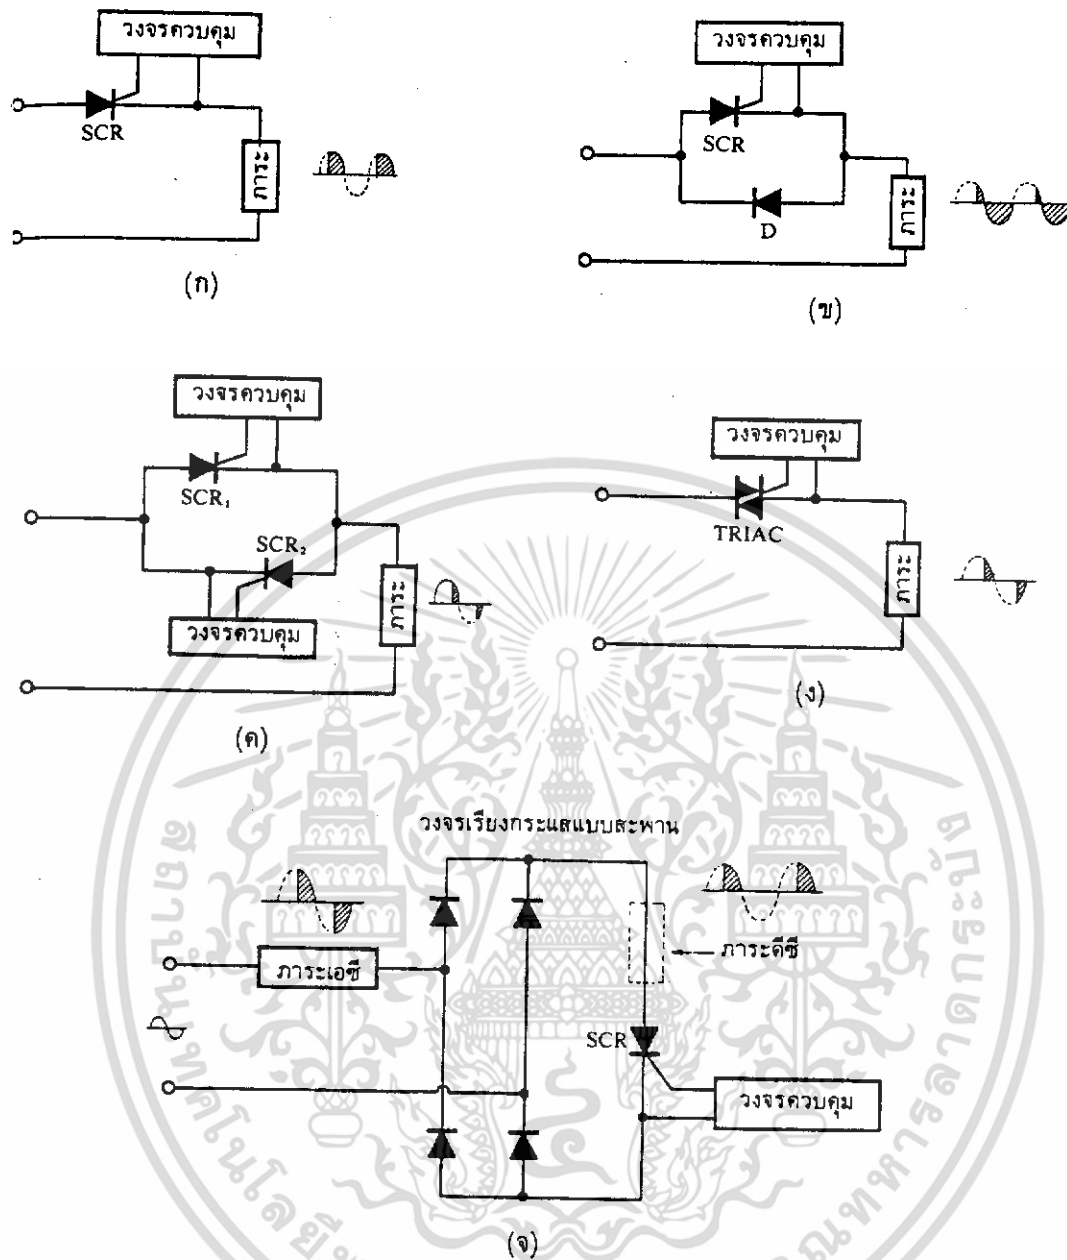 วงจรควบคุม
SCR
ภาระ
(ก)
วงจรควบคุม
SCR
D
ภาระ
(ข)
วงจรควบคุม
SCR₁
SCR₂
วงจรควบคุม
ภาระ
(ค)
วงจรควบคุม
TRIAC
ภาระ
(ง)
วงจรเรียงกระแสแบบสะพาน
ภาระเอซี
ภาระดีซี
SCR
วงจรควบคุม
(จ)